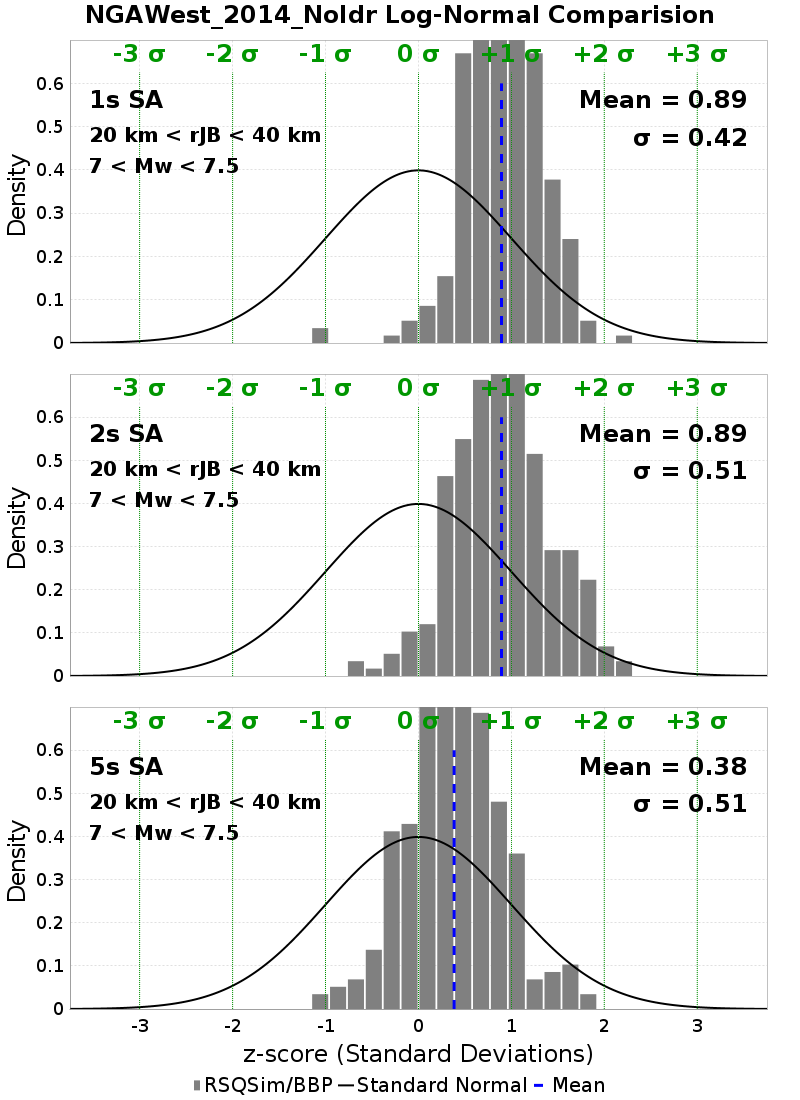 NGAWest_2014_NoIdr Log-Normal Comparision
-3 σ -2 σ -1 σ 0 σ +1 σ +2 σ +3 σ
1s SA Mean = 0.89
20 km < rJB < 40 km σ = 0.42
7 < Mw < 7.5
Density
0.6
0.5
0.4
0.3
0.2
0.1
0
-3 σ -2 σ -1 σ 0 σ +1 σ +2 σ +3 σ
2s SA Mean = 0.89
20 km < rJB < 40 km σ = 0.51
7 < Mw < 7.5
Density
0.6
0.5
0.4
0.3
0.2
0.1
0
-3 σ -2 σ -1 σ 0 σ +1 σ +2 σ +3 σ
5s SA Mean = 0.38
20 km < rJB < 40 km σ = 0.51
7 < Mw < 7.5
Density
0.6
0.5
0.4
0.3
0.2
0.1
0
-3 -2 -1 0 1 2 3
z-score (Standard Deviations)
RSQSim/BBP Standard Normal Mean